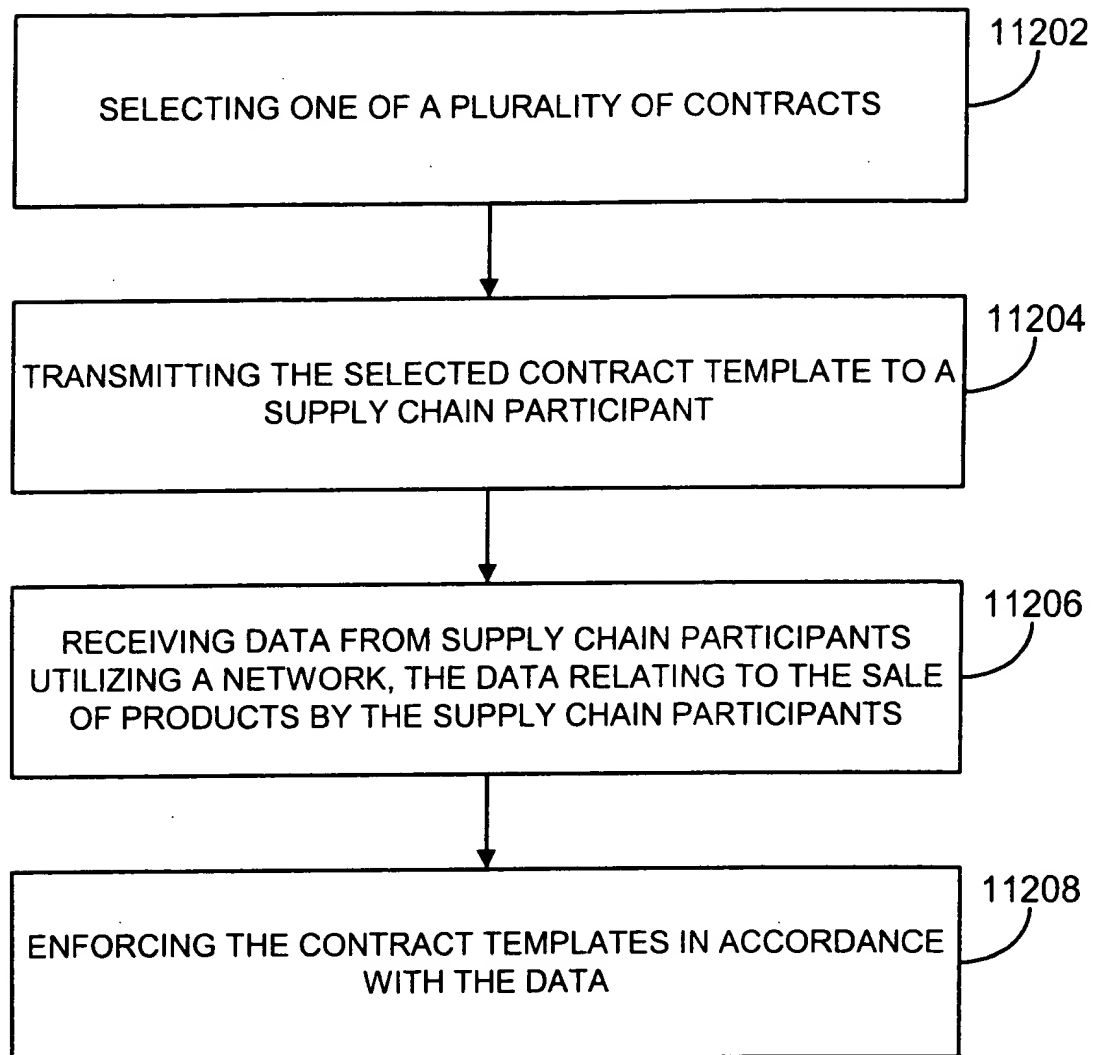 11202
SELECTING ONE OF A PLURALITY OF CONTRACTS
11204
TRANSMITTING THE SELECTED CONTRACT TEMPLATE TO A
SUPPLY CHAIN PARTICIPANT
11206
RECEIVING DATA FROM SUPPLY CHAIN PARTICIPANTS
UTILIZING A NETWORK, THE DATA RELATING TO THE SALE
OF PRODUCTS BY THE SUPPLY CHAIN PARTICIPANTS
11208
ENFORCING THE CONTRACT TEMPLATES IN ACCORDANCE
WITH THE DATA